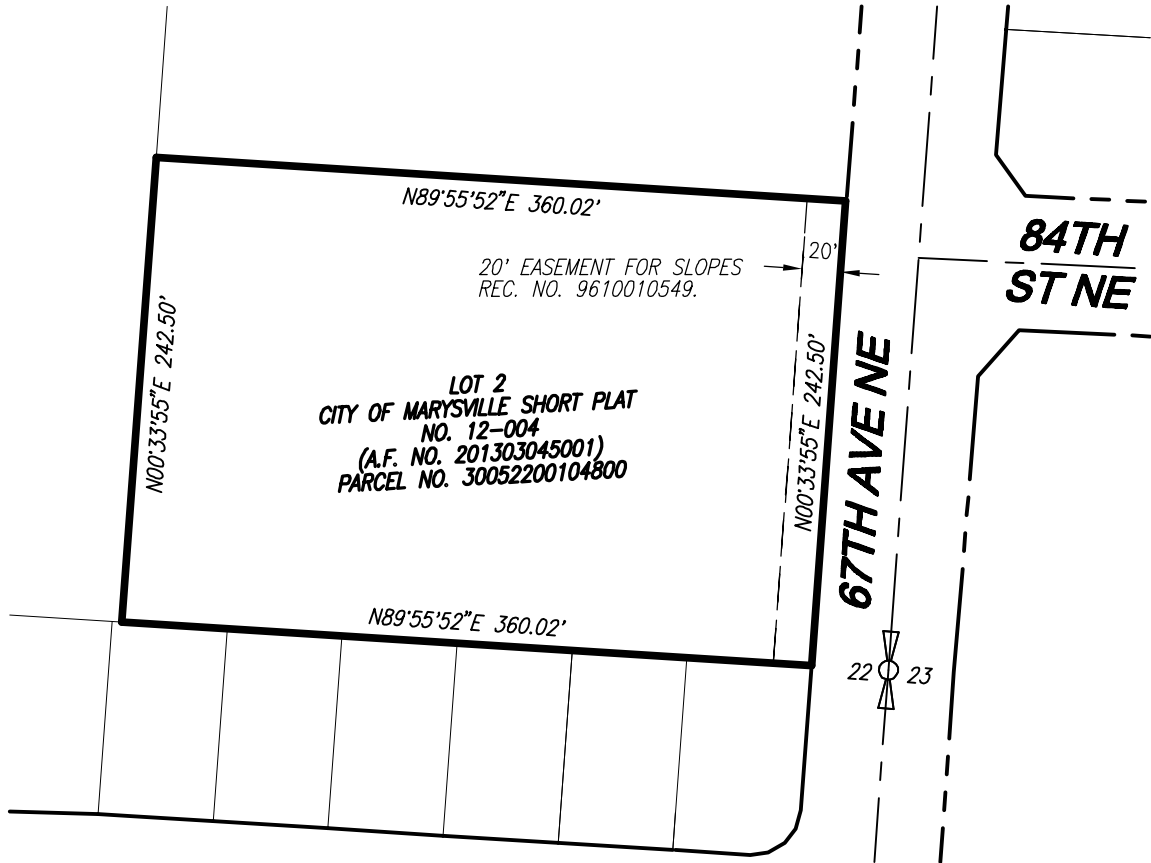 N89°55'52"E 360.02'
20' EASEMENT FOR SLOPES
REC. NO. 9610010549.
20'
84TH
ST NE
N00°33'55"E 242.50'
LOT 2
CITY OF MARYSVILLE SHORT PLAT
NO. 12-004
(A.F. NO. 201303045001)
PARCEL NO. 30052200104800
N00°33'55"E 242.50'
67TH AVE NE
N89°55'52"E 360.02'
22 23